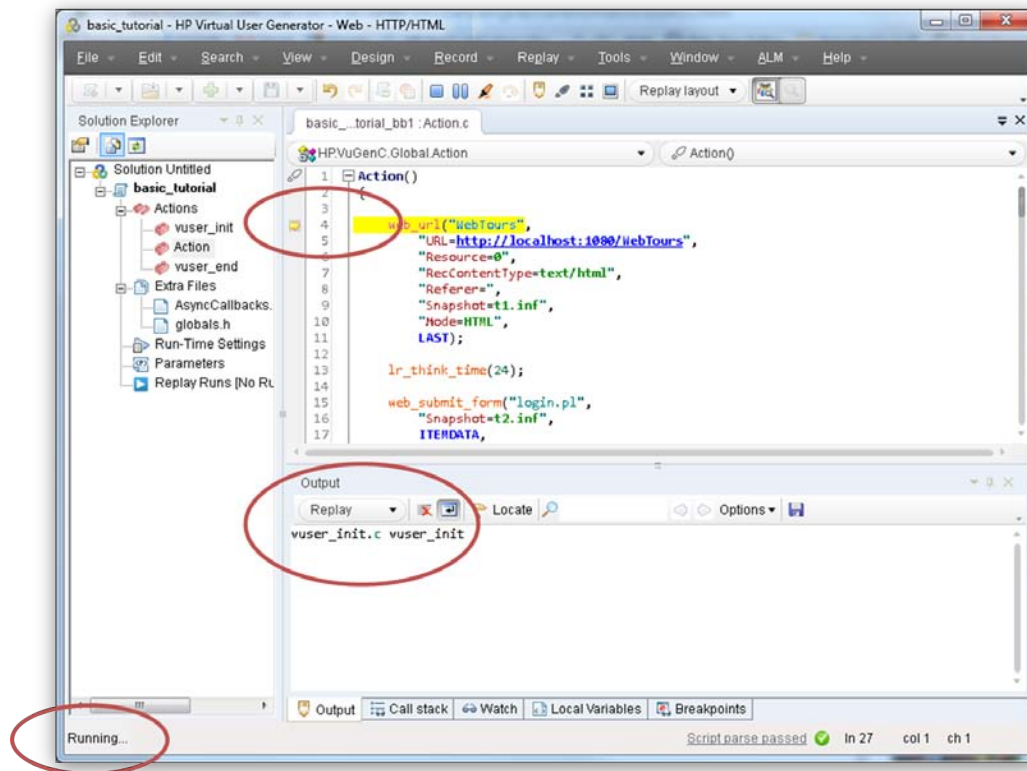 basic_tutorial - HP Virtual User Generator - Web - HTTP/HTML
File Edit Search View Design Record Replay Tools Window ALM Help
Replay layout
Solution Explorer
Solution Untitled
basic_tutorial
Actions
vuser_init
Action
vuser_end
Extra Files
AsyncCallbacks.
globals.h
Run-Time Settings
Parameters
Replay Runs [No Ru
basic_...torial_bb1 : Action.c
HP.VuGenC.Global.Action
Action()
1 Action()
2 {
3
4 web_url("WebTours",
5 "URL=http://localhost:1080/WebTours",
6 "Resource=0",
7 "RecContentType=text/html",
8 "Referer=",
9 "Snapshot=t1.inf",
10 "Mode=HTML",
11 LAST);
12
13 lr_think_time(24);
14
15 web_submit_form("login.pl",
16 "Snapshot=t2.inf",
17 ITEMDATA,
Output
Replay Locate Options
vuser_init.c vuser_init
Output Call stack Watch Local Variables Breakpoints
Running... Script parse passed ln 27 col 1 ch 1